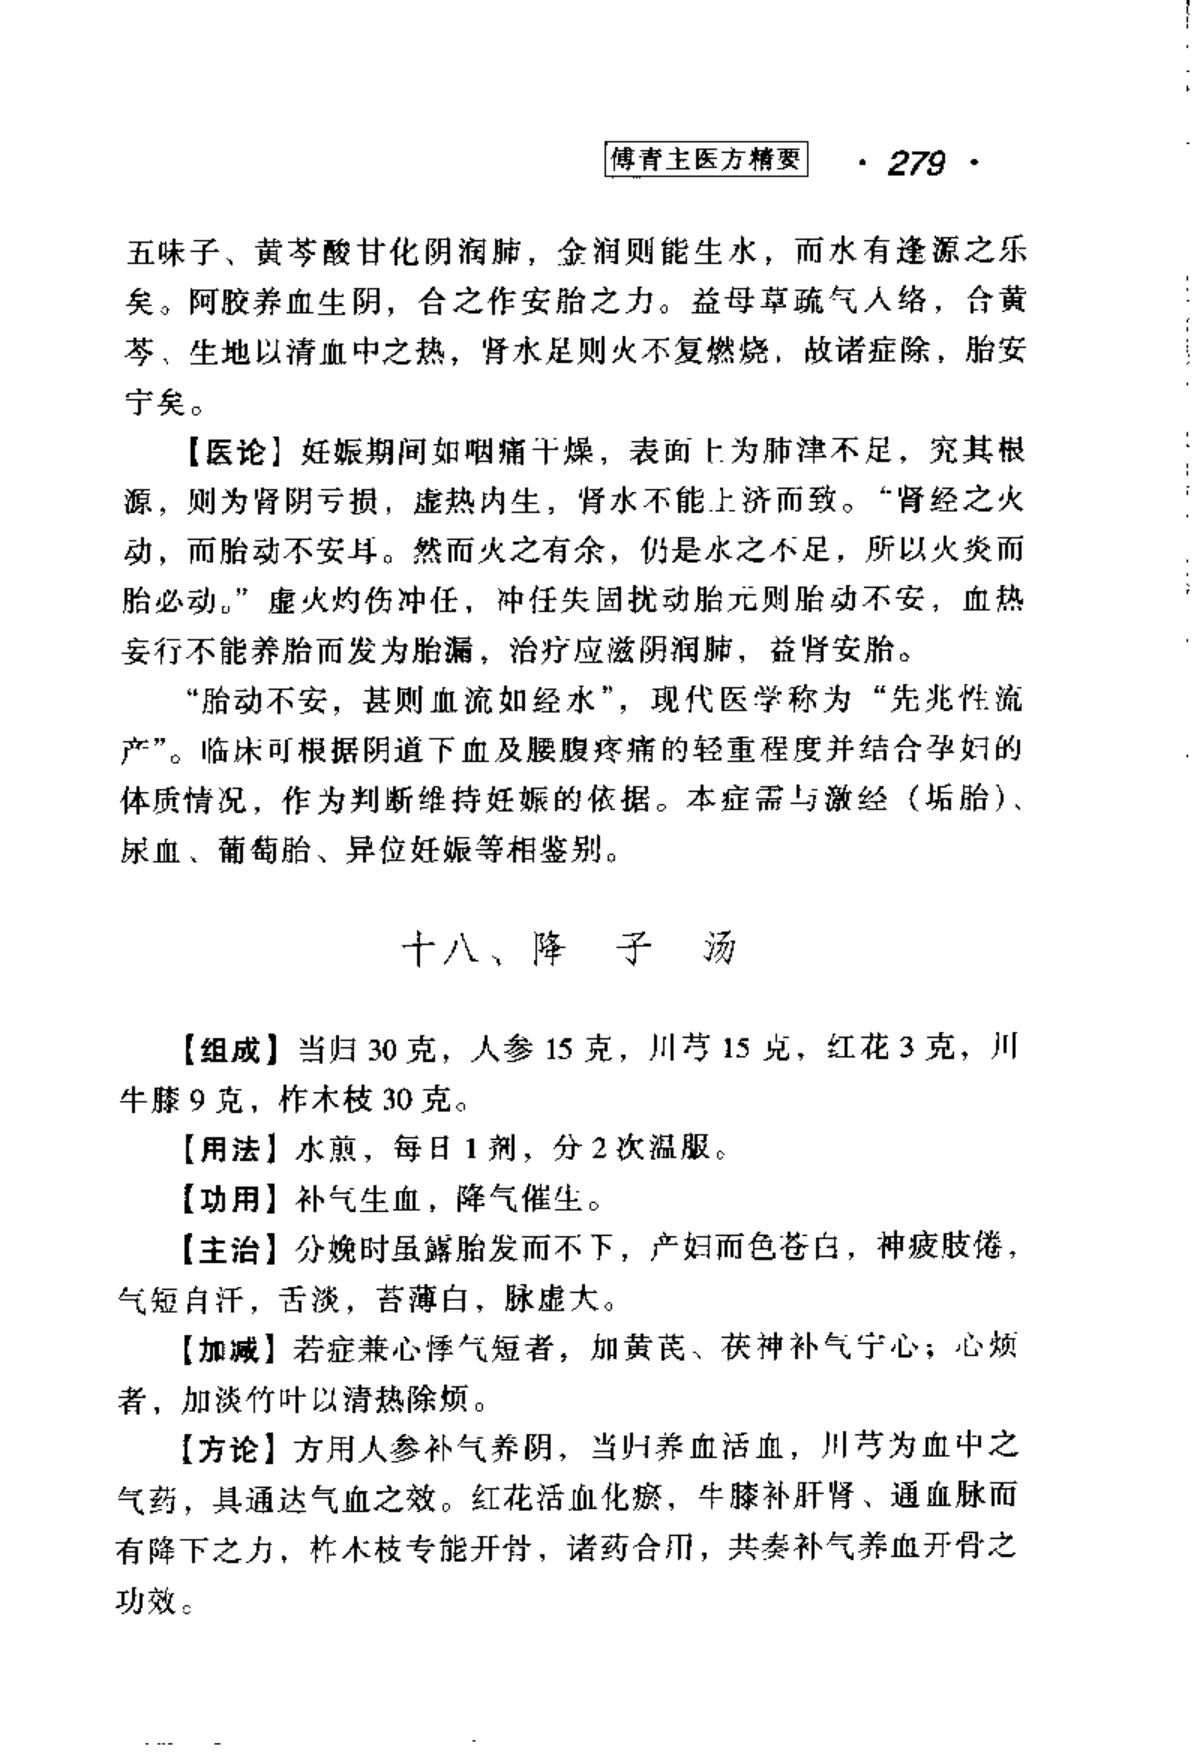 傅青主医方精要 · 279 ·
五味子、黄芩酸甘化阴润肺，金润则能生水，而水有逢源之乐
矣。阿胶养血生阴，合之作安胎之力。益母草疏气人络，合黄
芩、生地以清血中之热，肾水足则火不复燃烧，故诸症除，胎安
宁矣。
【医论】妊娠期间如咽痛干燥，表面上为肺津不足，究其根
源，则为肾阴亏损，虚热内生，肾水不能上济而致。“肾经之火
动，而胎动不安耳。然而火之有余，仍是水之不足，所以火炎而
胎必动。”虚火灼伤冲任，冲任失固扰动胎元则胎动不安，血热
妄行不能养胎而发为胎漏，治疗应滋阴润肺，益肾安胎。
“胎动不安，甚则血流如经水”，现代医学称为“先兆性流
产”。临床可根据阴道下血及腰腹疼痛的轻重程度并结合孕妇的
体质情况，作为判断维持妊娠的依据。本症需与激经（垢胎）、
尿血、葡萄胎、异位妊娠等相鉴别。
十八、降 子 汤
【组成】当归 30 克，人参 15 克，川芎 15 克，红花 3 克，川
牛膝 9 克，柞木枝 30 克。
【用法】水煎，每日 1 剂，分 2 次温服。
【功用】补气生血，降气催生。
【主治】分娩时虽露胎发而不下，产妇面色苍白，神疲肢倦，
气短自汗，舌淡，苔薄白，脉虚大。
【加减】若症兼心悸气短者，加黄芪、茯神补气宁心；心烦
者，加淡竹叶以清热除烦。
【方论】方用人参补气养阴，当归养血活血，川芎为血中之
气药，具通达气血之效。红花活血化瘀，牛膝补肝肾、通血脉而
有降下之力，柞木枝专能开骨，诸药合用，共奏补气养血开骨之
功效。